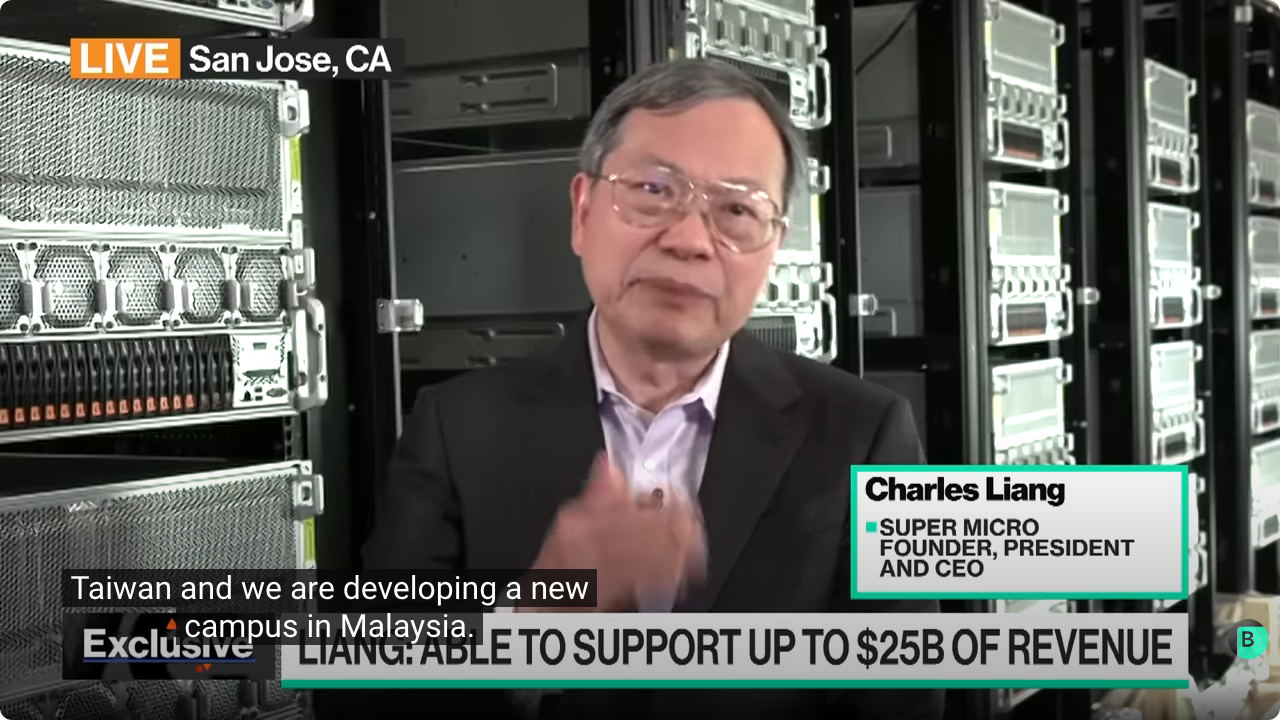 LIVE San Jose, CA
Charles Liang
SUPER MICRO
FOUNDER, PRESIDENT
AND CEO
Taiwan and we are developing a new
campus in Malaysia.
Exclusive
LIANG: ABLE TO SUPPORT UP TO $25B OF REVENUE
B